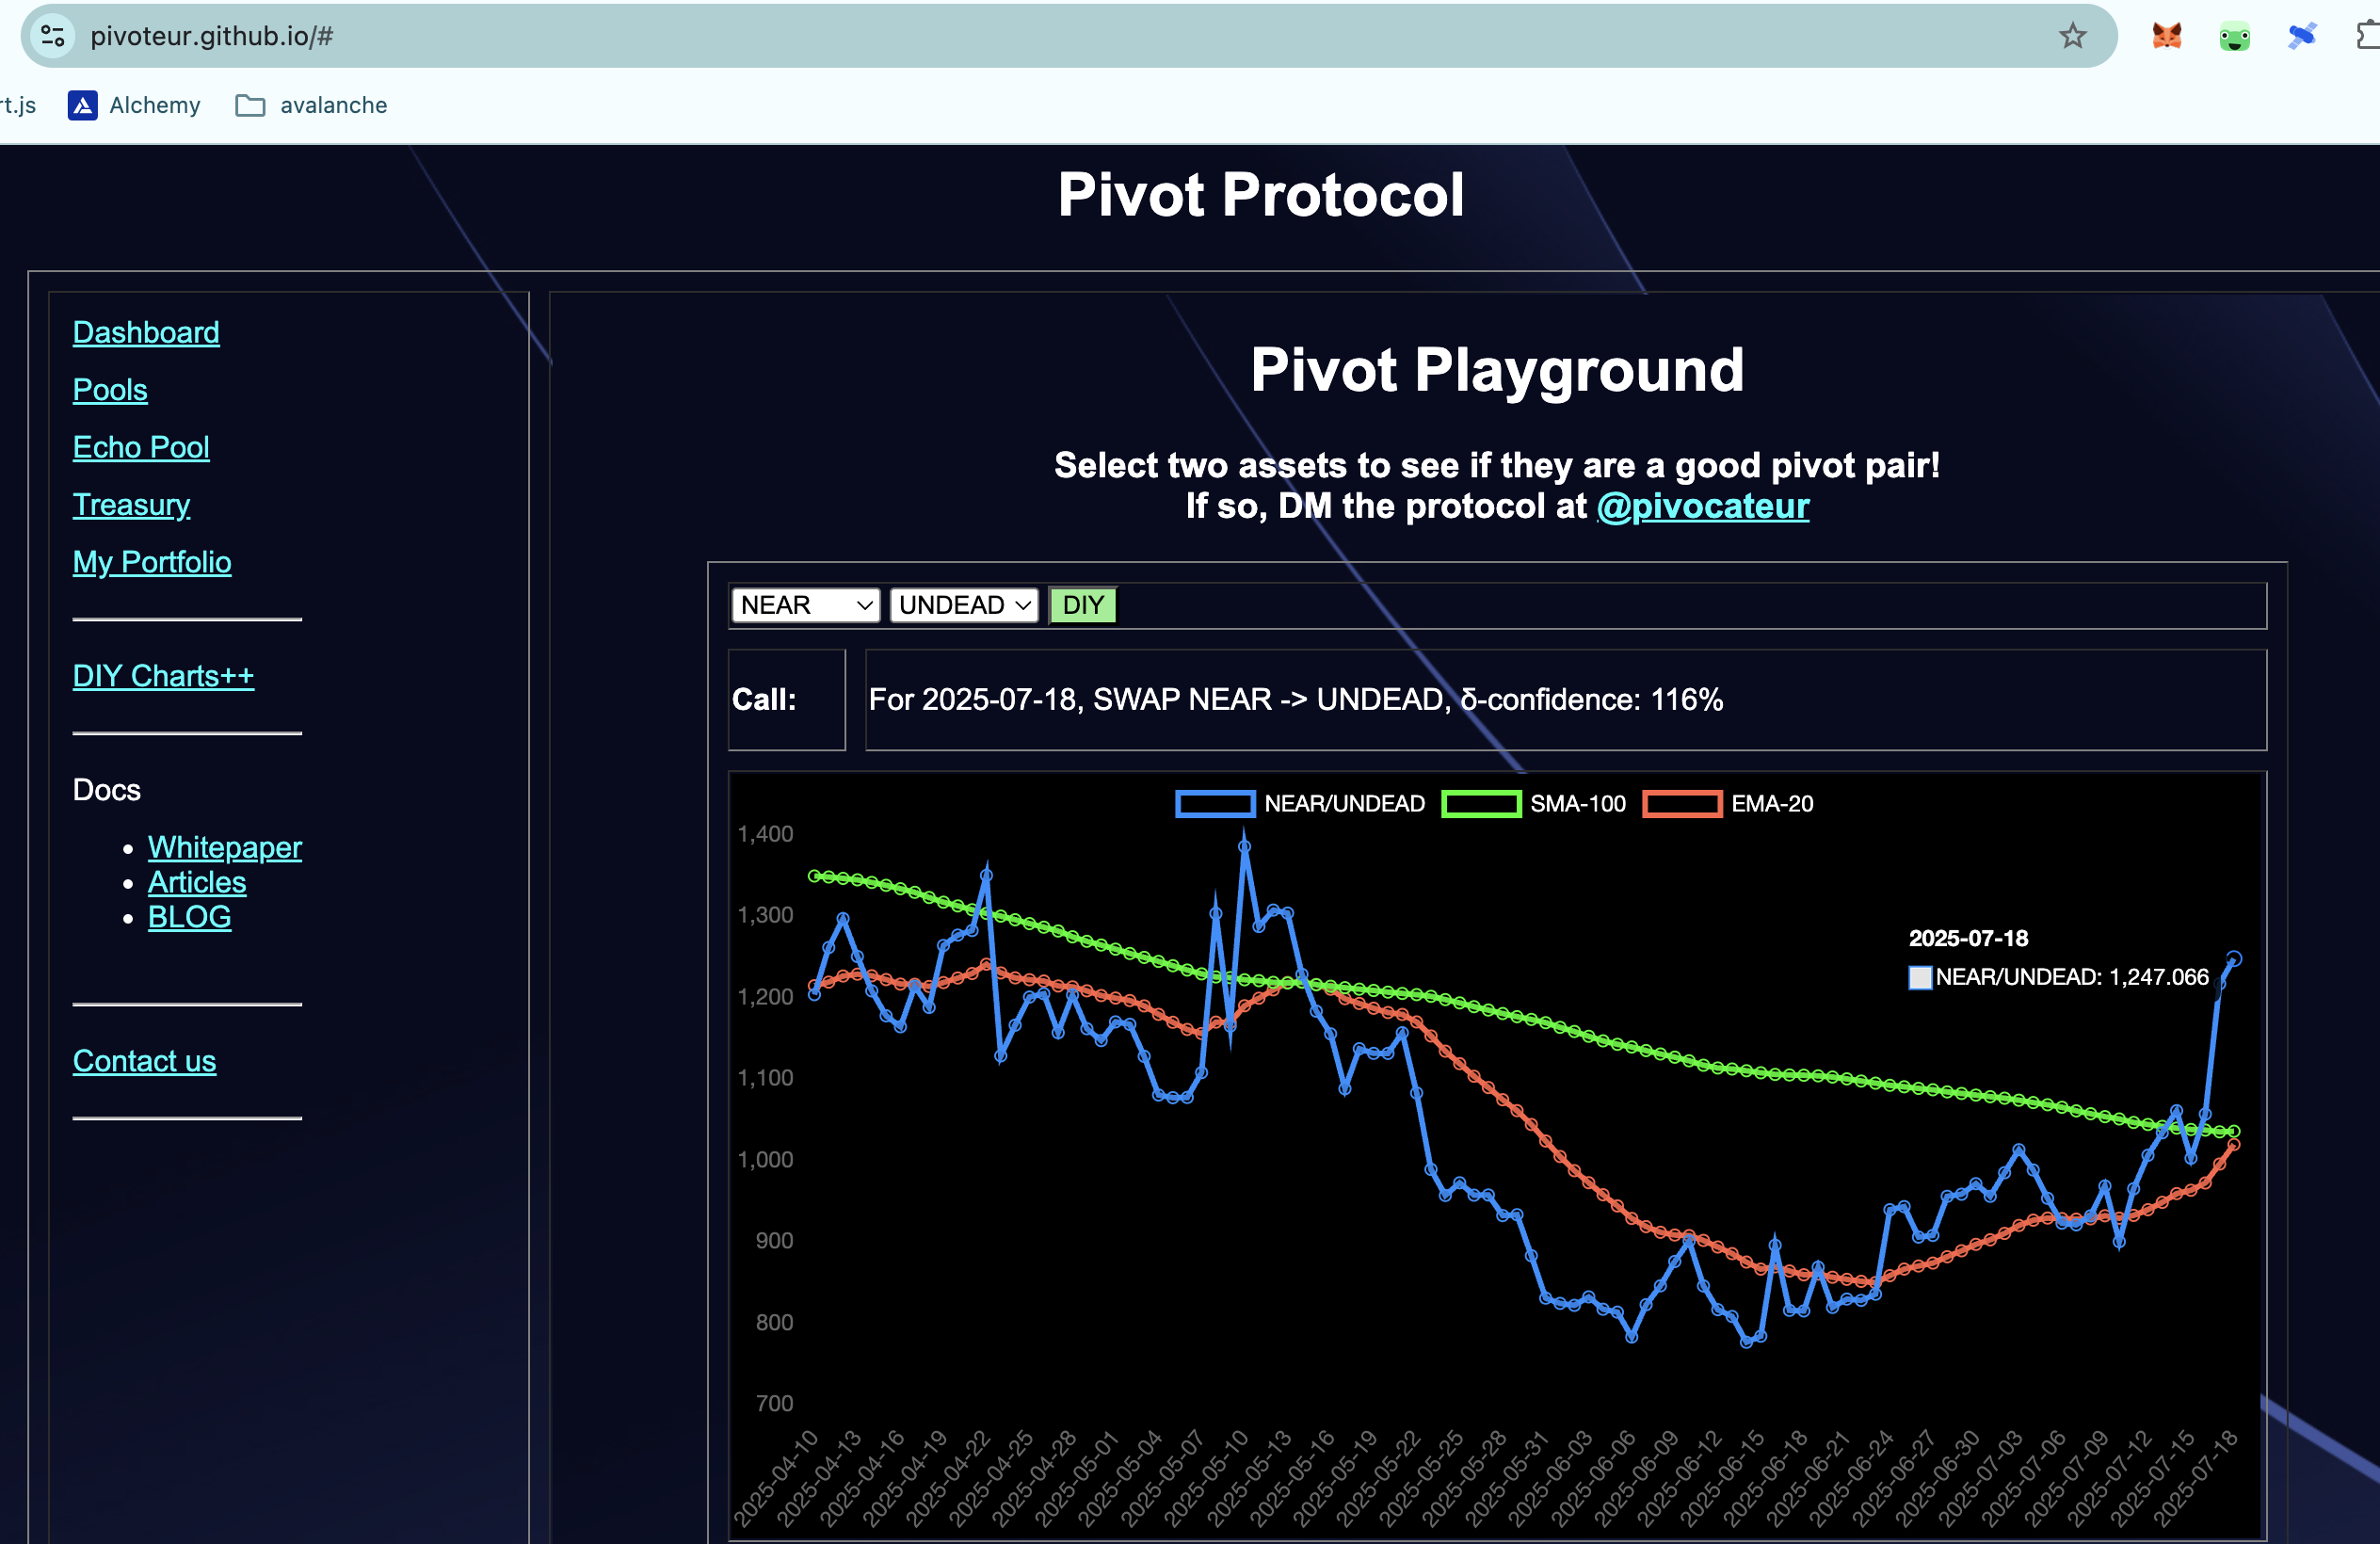 pivoteur.github.io/#
rt.js Alchemy avalanche
Pivot Protocol
Dashboard
Pools
Echo Pool
Treasury
My Portfolio
DIY Charts++
Docs
Whitepaper
Articles
BLOG
Contact us
Pivot Playground
Select two assets to see if they are a good pivot pair!
If so, DM the protocol at @pivocateur
NEAR UNDEAD DIY
Call: For 2025-07-18, SWAP NEAR -> UNDEAD, δ-confidence: 116%
NEAR/UNDEAD SMA-100 EMA-20
1,400
1,300
1,200
1,100
1,000
900
800
700
2025-07-18
NEAR/UNDEAD: 1,247.066
2025-04-10 2025-04-13 2025-04-16 2025-04-19 2025-04-22 2025-04-25 2025-04-28 2025-05-01 2025-05-04 2025-05-07 2025-05-10 2025-05-13 2025-05-16 2025-05-19 2025-05-22 2025-05-25 2025-05-28 2025-05-31 2025-06-03 2025-06-06 2025-06-09 2025-06-12 2025-06-15 2025-06-18 2025-06-21 2025-06-24 2025-06-27 2025-06-30 2025-07-03 2025-07-06 2025-07-09 2025-07-12 2025-07-15 2025-07-18